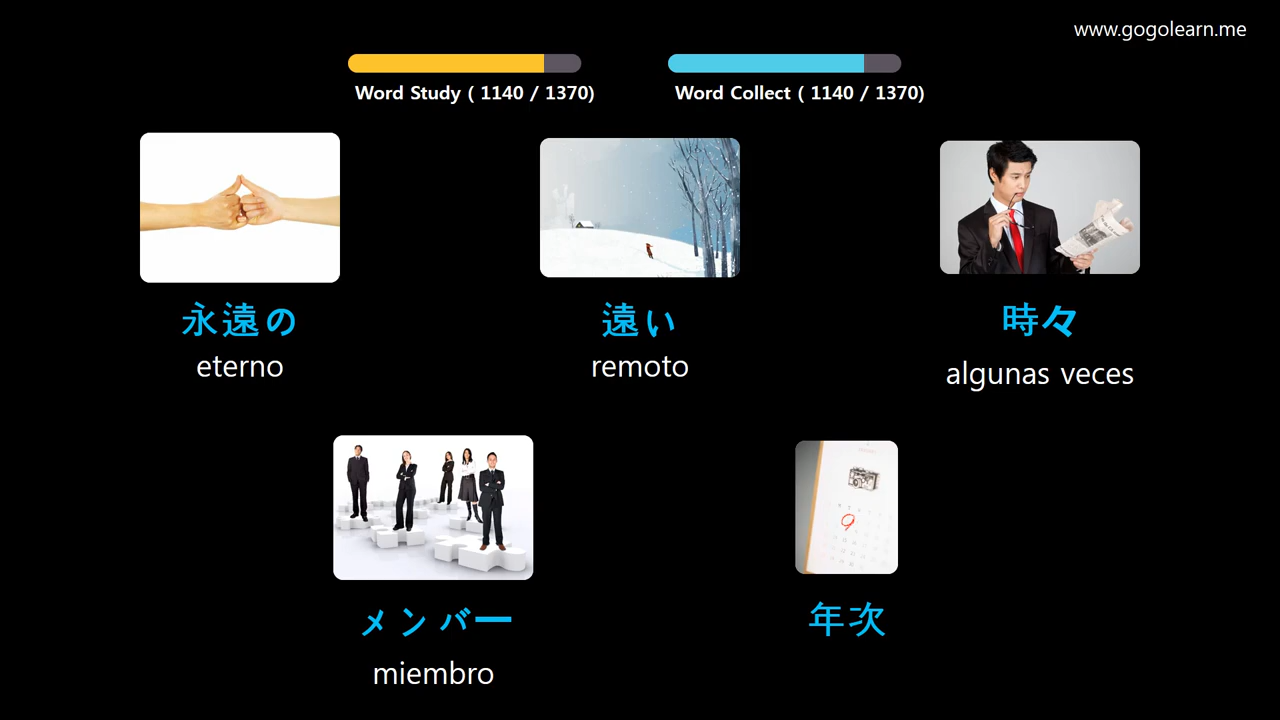 www.gogolearn.me
Word Study ( 1140 / 1370)
Word Collect ( 1140 / 1370)
永遠の
eterno
遠い
remoto
時々
algunas veces
メンバー
miembro
年次